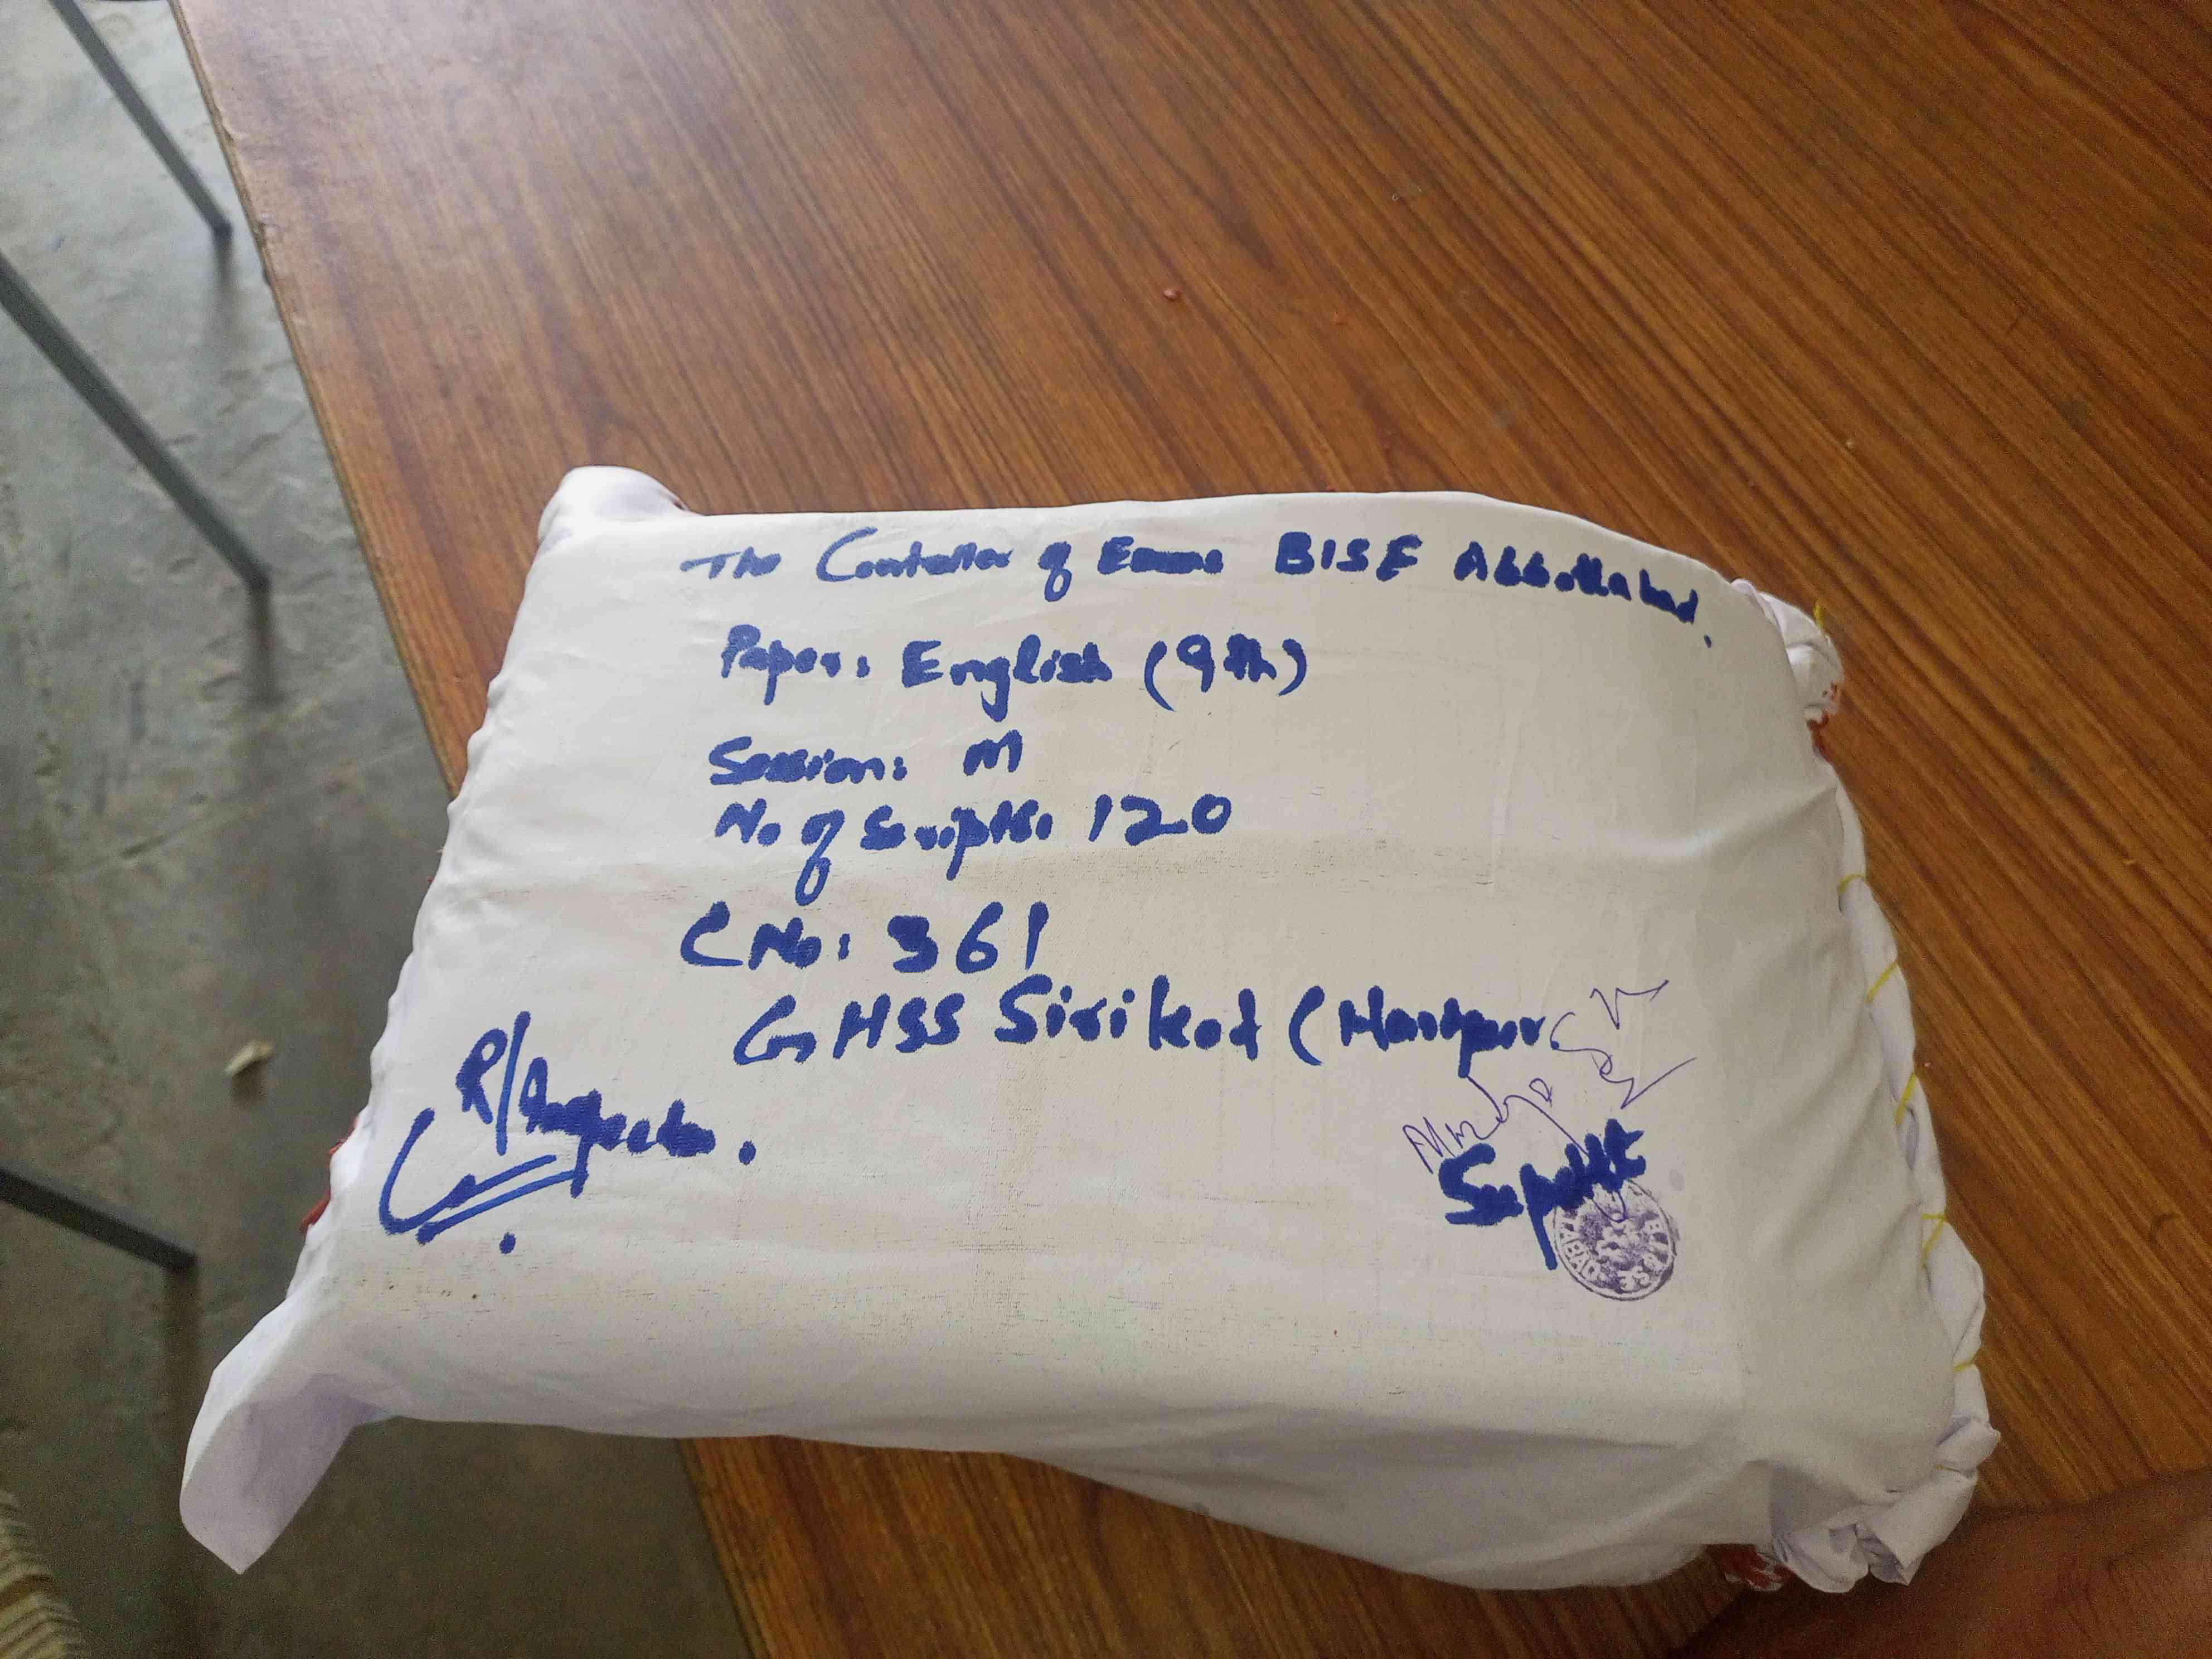 The Controller of Exams BISE Abbottabad.
Paper: English (9th)
Session: M
No of Scripts: 120
C No: 361
GHSS Sirikot (Haripur
R/Inspector.
Supdtt